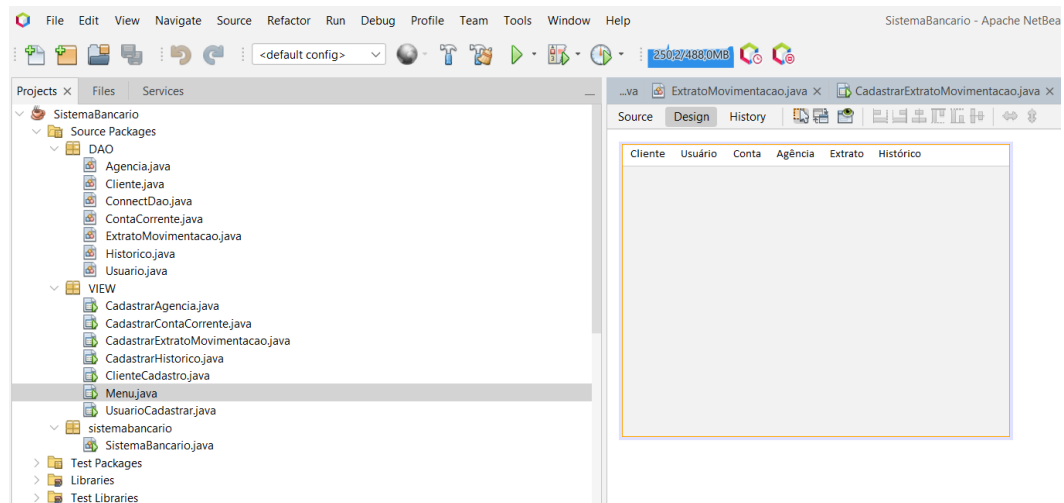 File Edit View Navigate Source Refactor Run Debug Profile Team Tools Window Help
SistemaBancario - Apache NetBea
<default config>
250,2/488,0MB
Projects Files Services
SistemaBancario
Source Packages
DAO
Agencia.java
Cliente.java
ConnectDao.java
ContaCorrente.java
ExtratoMovimentacao.java
Historico.java
Usuario.java
VIEW
CadastrarAgencia.java
CadastrarContaCorrente.java
CadastrarExtratoMovimentacao.java
CadastrarHistorico.java
ClienteCadastro.java
Menu.java
UsuarioCadastrar.java
sistemabancario
SistemaBancario.java
Test Packages
Libraries
Test Libraries
...va ExtratoMovimentacao.java CadastrarExtratoMovimentacao.java
Source Design History
Cliente Usuário Conta Agência Extrato Histórico